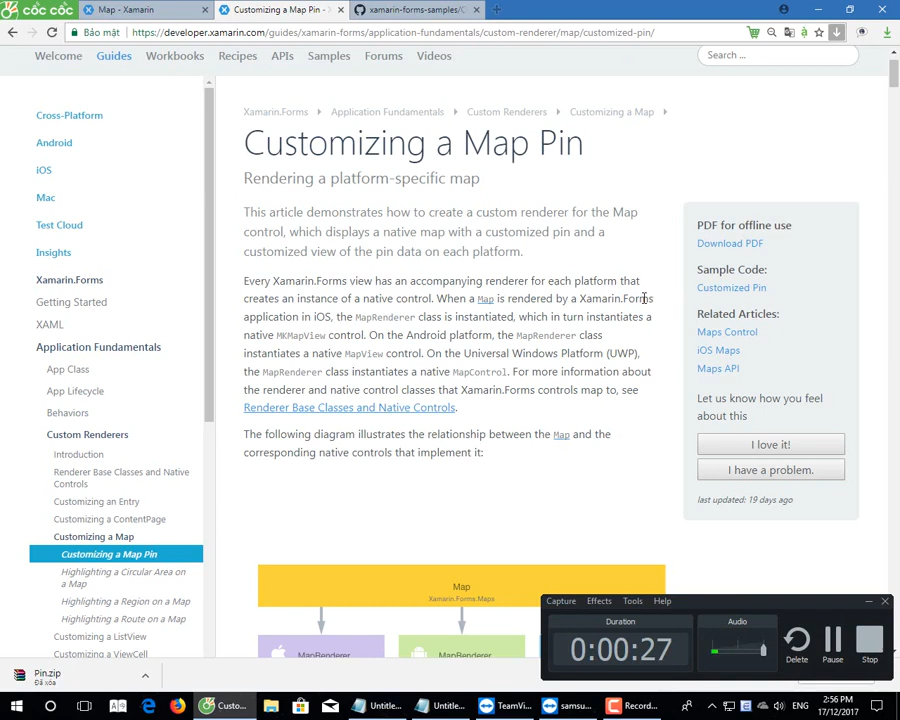 cốc cốc
Map - Xamarin
Customizing a Map Pin - X
xamarin-forms-samples/C
Bảo mật
https://developer.xamarin.com/guides/xamarin-forms/application-fundamentals/custom-renderer/map/customized-pin/
Welcome Guides Workbooks Recipes APIs Samples Forums Videos
Search ...
Cross-Platform
Android
iOS
Mac
Test Cloud
Insights
Xamarin.Forms
Getting Started
XAML
Application Fundamentals
App Class
App Lifecycle
Behaviors
Custom Renderers
Introduction
Renderer Base Classes and Native
Controls
Customizing an Entry
Customizing a ContentPage
Customizing a Map
Customizing a Map Pin
Highlighting a Circular Area on
a Map
Highlighting a Region on a Map
Highlighting a Route on a Map
Customizing a ListView
Customizing a ViewCell
Xamarin.Forms Application Fundamentals Custom Renderers Customizing a Map
Customizing a Map Pin
Rendering a platform-specific map
This article demonstrates how to create a custom renderer for the Map
control, which displays a native map with a customized pin and a
customized view of the pin data on each platform.
Every Xamarin.Forms view has an accompanying renderer for each platform that
creates an instance of a native control. When a Map is rendered by a Xamarin.Forms
application in iOS, the MapRenderer class is instantiated, which in turn instantiates a
native MKMapView control. On the Android platform, the MapRenderer class
instantiates a native MapView control. On the Universal Windows Platform (UWP),
the MapRenderer class instantiates a native MapControl. For more information about
the renderer and native control classes that Xamarin.Forms controls map to, see
Renderer Base Classes and Native Controls.
The following diagram illustrates the relationship between the Map and the
corresponding native controls that implement it:
Map
Xamarin.Forms.Maps
MapRenderer
MapRenderer
PDF for offline use
Download PDF
Sample Code:
Customized Pin
Related Articles:
Maps Control
iOS Maps
Maps API
Let us know how you feel
about this
I love it!
I have a problem.
last updated: 19 days ago
Capture Effects Tools Help
Duration
0:00:27
Audio
Delete
Pause
Stop
Pin.zip
Đã xóa
Custo...
Untitle...
Untitle...
TeamVi...
samsu...
Record...
ENG
2:56 PM
17/12/2017